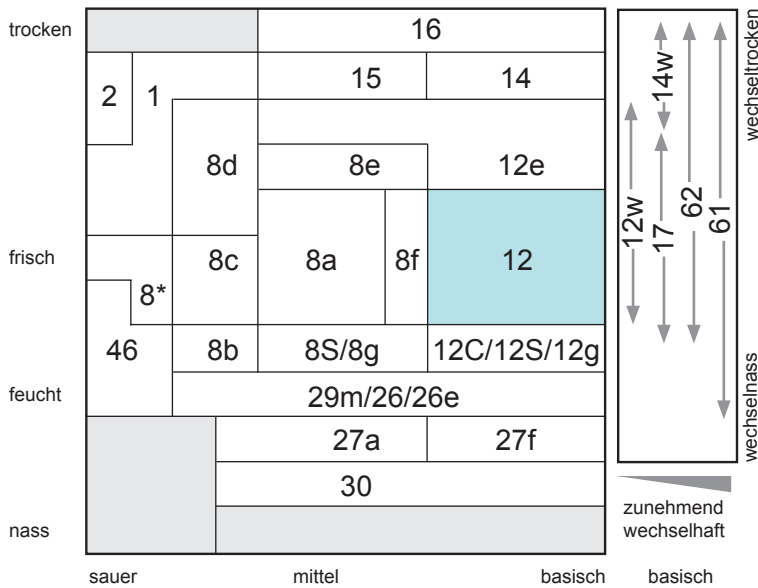 trocken
16
15
14
2
1
8d
8e
12e
frisch
8c
8a
8f
12
8*
46
8b
8S/8g
12C/12S/12g
feucht
29m/26/26e
27a
27f
30
nass
sauer
mittel
basisch
14w
12w
17
62
61
wechseltrocken
wechselnass
zunehmend
wechselhaft
basisch